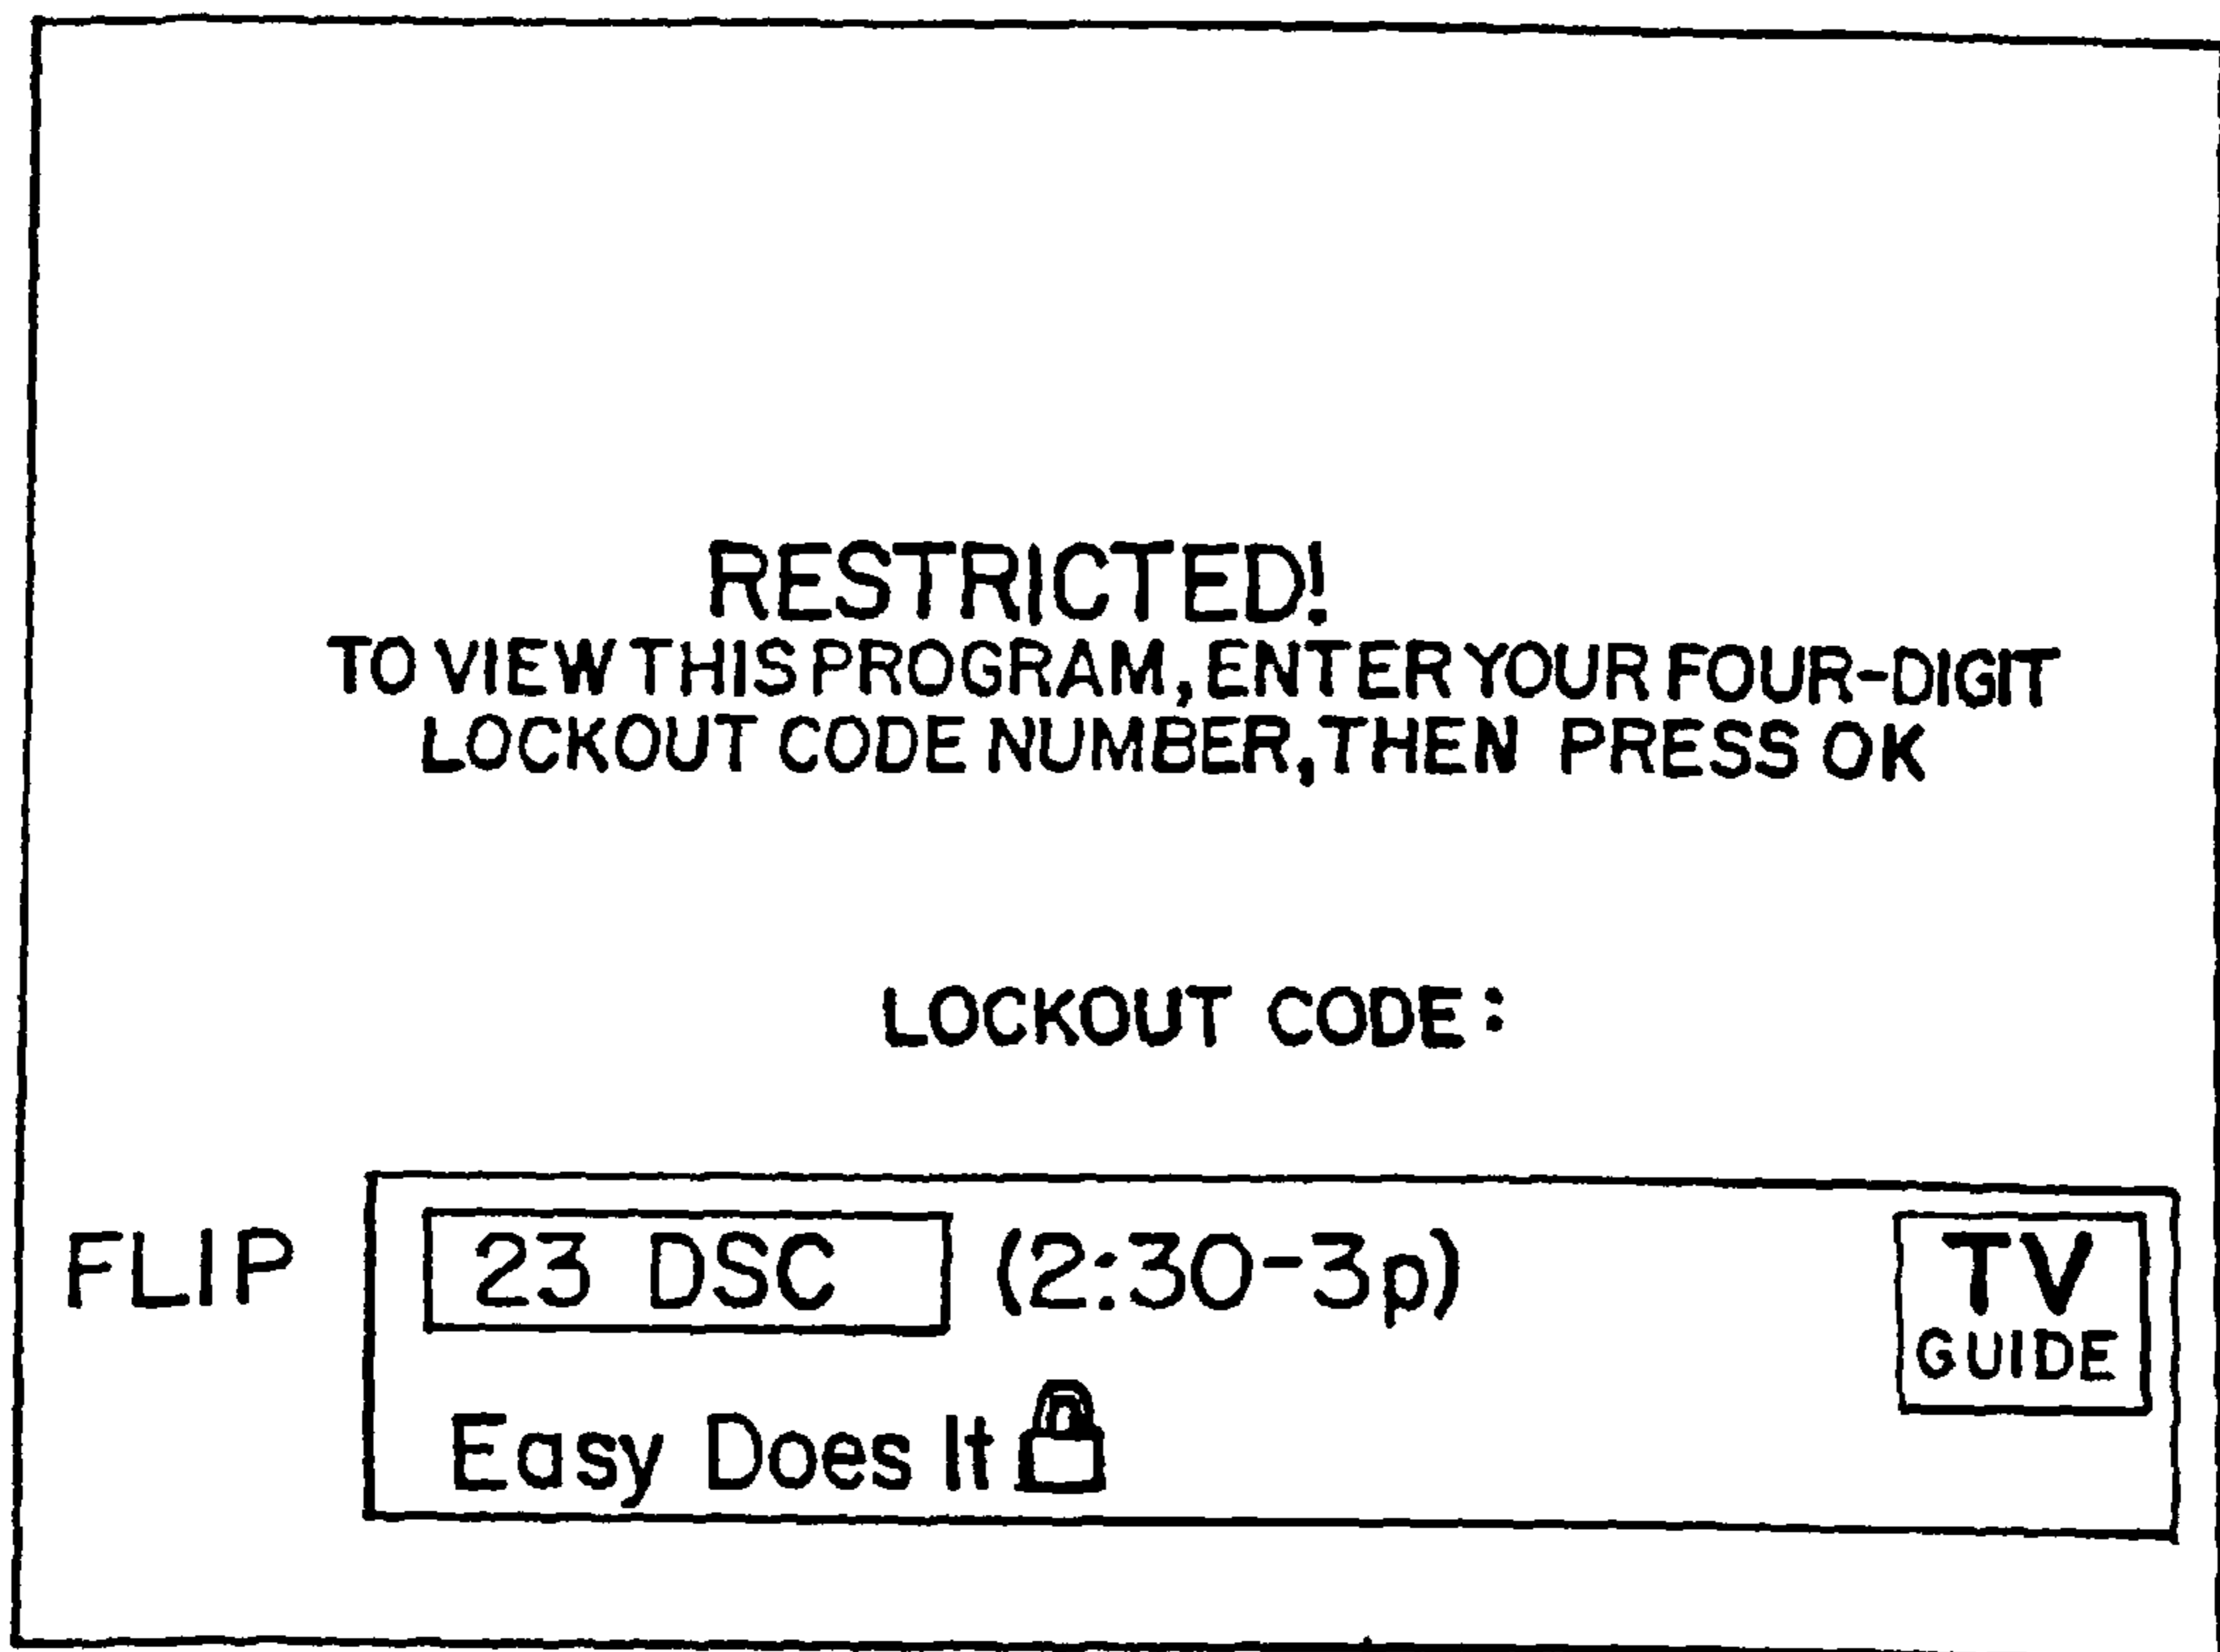 RESTRICTED!
TO VIEW THIS PROGRAM, ENTER YOUR FOUR-DIGIT
LOCKOUT CODE NUMBER, THEN PRESS OK
LOCKOUT CODE:
FLIP 23 DSC (2:30-3p) TV
GUIDE
Easy Does It